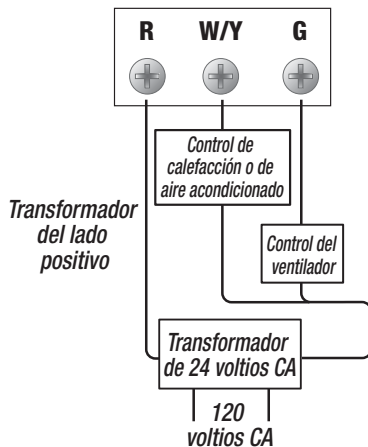 R W/Y G
Control de
calefacción o de
aire acondicionado
Transformador
del lado
positivo
Control del
ventilador
Transformador
de 24 voltios CA
120
voltios CA